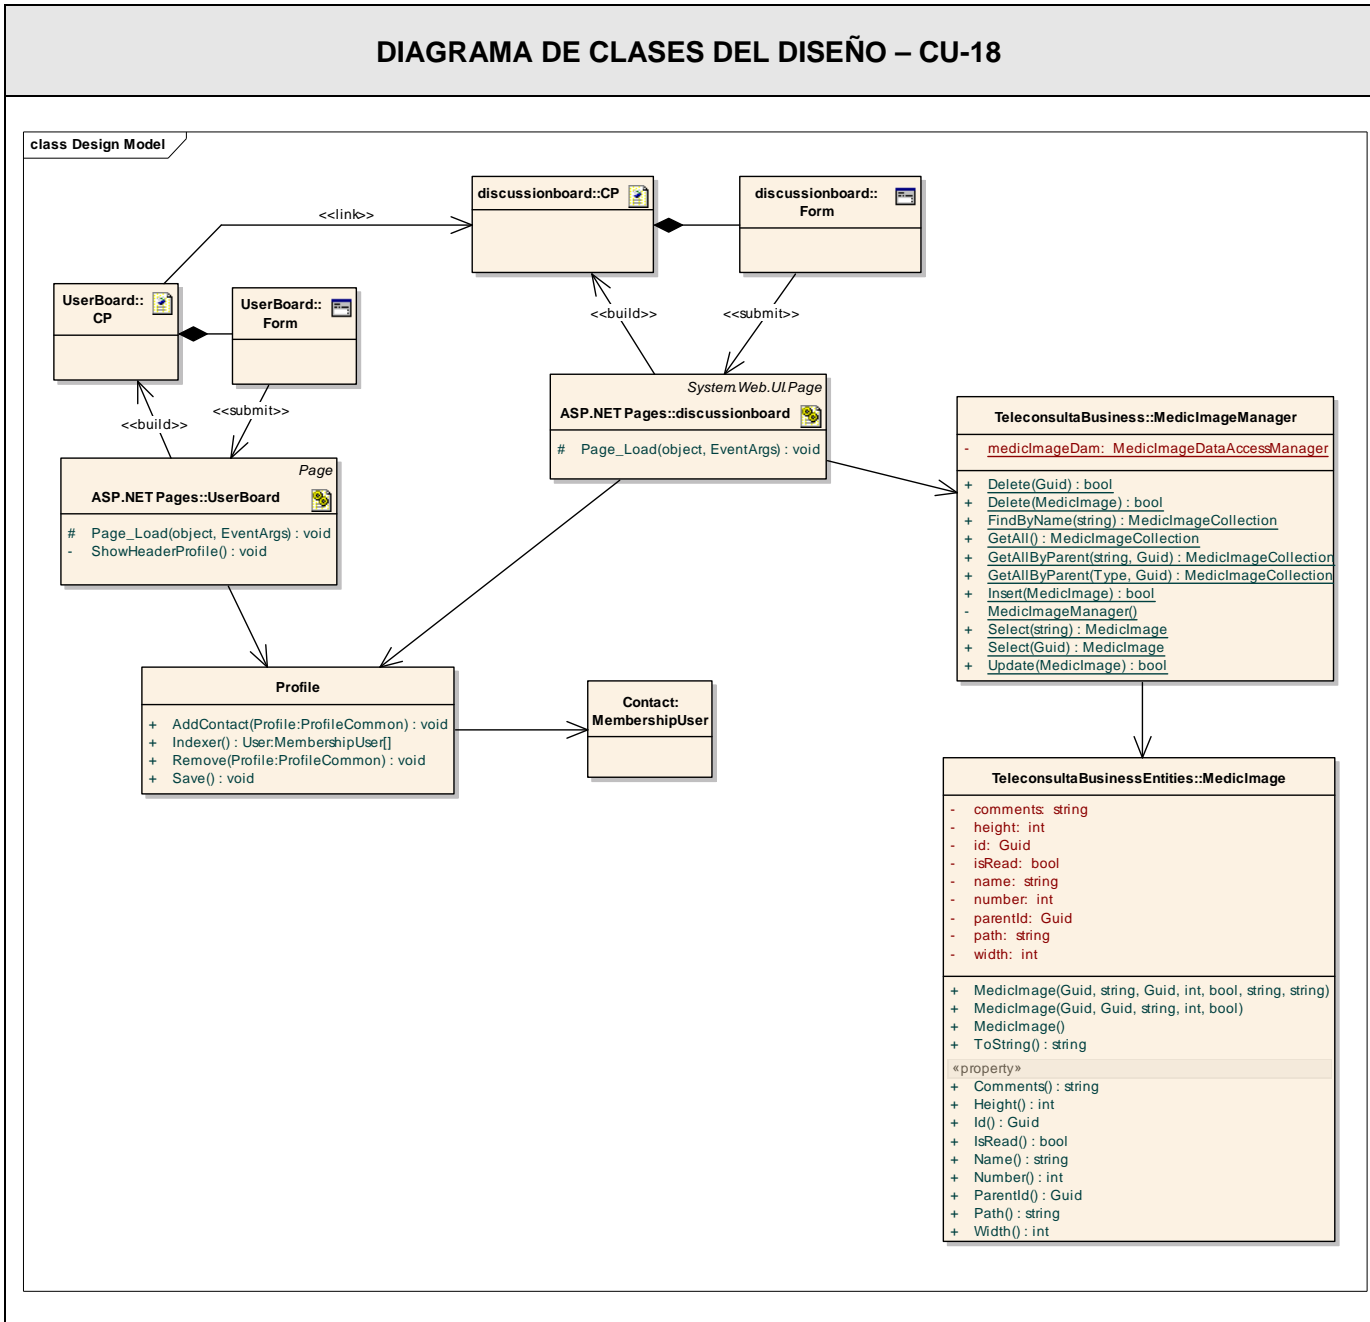 DIAGRAMA DE CLASES DEL DISEÑO – CU-18
class Design Model
discussionboard::CP
discussionboard::
Form
<<link>>
UserBoard::
CP
UserBoard::
Form
<<build>>
<<submit>>
<<build>>
<<submit>>
System.Web.UI.Page
ASP.NET Pages::discussionboard
# Page_Load(object, EventArgs) : void
Page
ASP.NET Pages::UserBoard
# Page_Load(object, EventArgs) : void
- ShowHeaderProfile() : void
TeleconsultaBusiness::MedicImageManager
- medicImageDam: MedicImageDataAccessManager
+ Delete(Guid) : bool
+ Delete(MedicImage) : bool
+ FindByName(string) : MedicImageCollection
+ GetAll() : MedicImageCollection
+ GetAllByParent(string, Guid) : MedicImageCollection
+ GetAllByParent(Type, Guid) : MedicImageCollection
+ Insert(MedicImage) : bool
- MedicImageManager()
+ Select(string) : MedicImage
+ Select(Guid) : MedicImage
+ Update(MedicImage) : bool
Profile
+ AddContact(Profile:ProfileCommon) : void
+ Indexer() : User:MembershipUser[]
+ Remove(Profile:ProfileCommon) : void
+ Save() : void
Contact:
MembershipUser
TeleconsultaBusinessEntities::MedicImage
- comments: string
- height: int
- id: Guid
- isRead: bool
- name: string
- number: int
- parentId: Guid
- path: string
- width: int
+ MedicImage(Guid, string, Guid, int, bool, string, string)
+ MedicImage(Guid, Guid, string, int, bool)
+ MedicImage()
+ ToString() : string
«property»
+ Comments() : string
+ Height() : int
+ Id() : Guid
+ IsRead() : bool
+ Name() : string
+ Number() : int
+ ParentId() : Guid
+ Path() : string
+ Width() : int